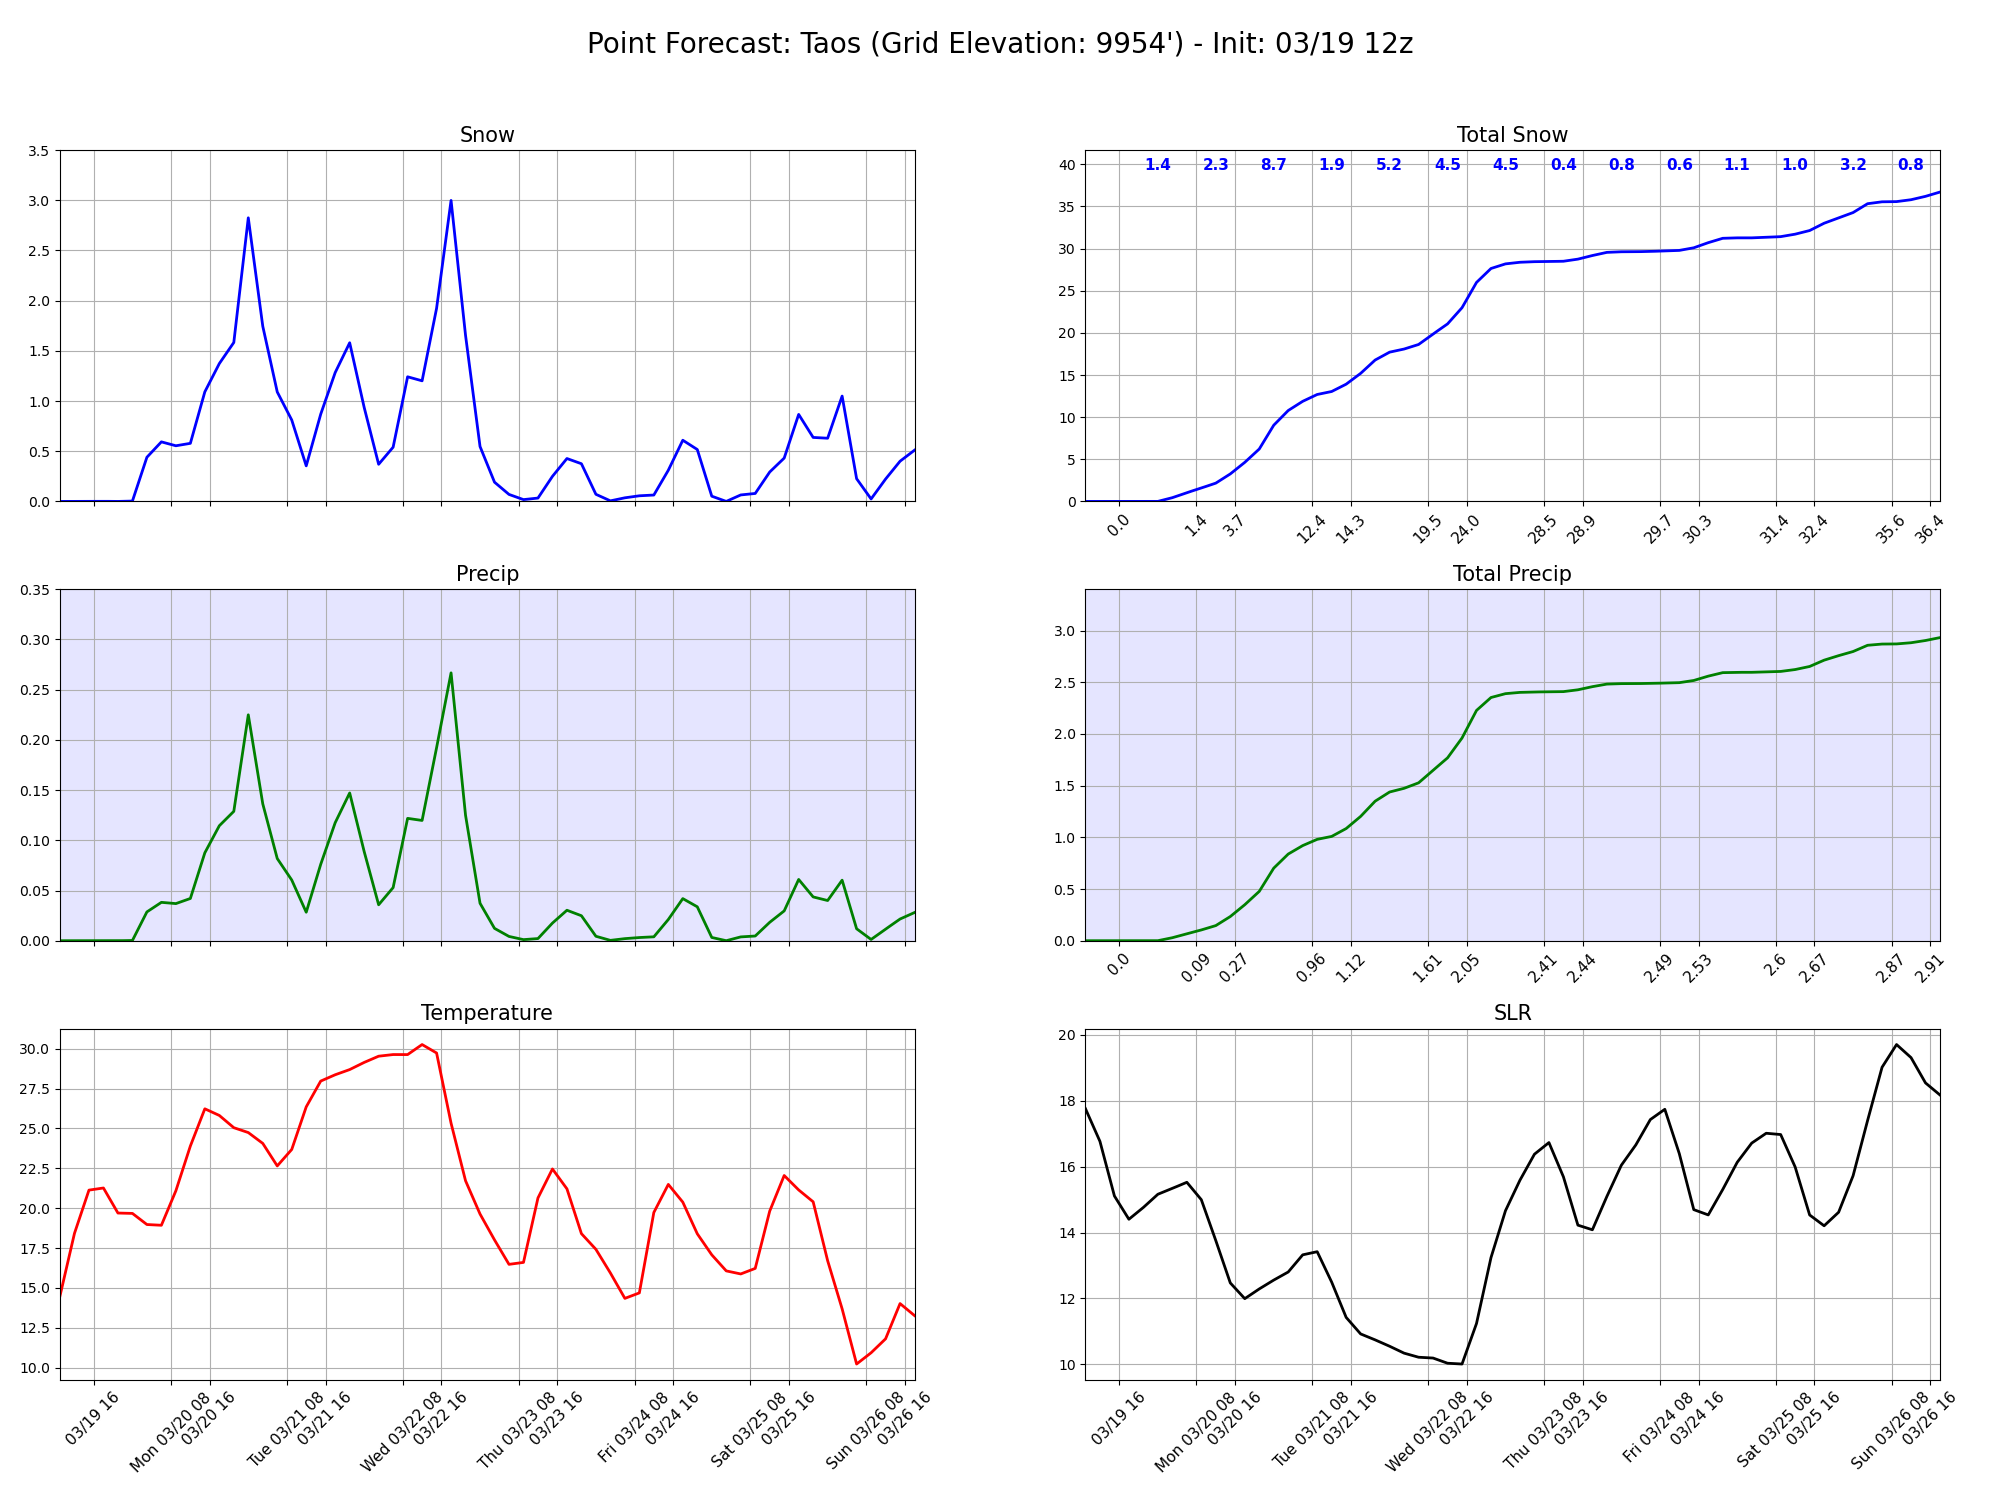 Point Forecast: Taos (Grid Elevation: 9954') - Init: 03/19 12z
Snow
3.5
3.0
2.5
2.0
1.5
1.0
0.5
0.0
Total Snow
1.4 2.3 8.7 1.9 5.2 4.5 4.5 0.4 0.8 0.6 1.1 1.0 3.2 0.8
40
35
30
25
20
15
10
5
0
0.0 1.4 3.7 12.4 14.3 19.5 24.0 28.5 28.9 29.7 30.3 31.4 32.4 35.6 36.4
Precip
0.35
0.30
0.25
0.20
0.15
0.10
0.05
0.00
Total Precip
3.0
2.5
2.0
1.5
1.0
0.5
0.0
0.0 0.09 0.27 0.96 1.12 1.61 2.05 2.41 2.44 2.49 2.53 2.6 2.67 2.87 2.91
Temperature
30.0
27.5
25.0
22.5
20.0
17.5
15.0
12.5
10.0
03/19 16
Mon 03/20 08
03/20 16
Tue 03/21 08
03/21 16
Wed 03/22 08
03/22 16
Thu 03/23 08
03/23 16
Fri 03/24 08
03/24 16
Sat 03/25 08
03/25 16
Sun 03/26 08
03/26 16
SLR
20
18
16
14
12
10
03/19 16
Mon 03/20 08
03/20 16
Tue 03/21 08
03/21 16
Wed 03/22 08
03/22 16
Thu 03/23 08
03/23 16
Fri 03/24 08
03/24 16
Sat 03/25 08
03/25 16
Sun 03/26 08
03/26 16